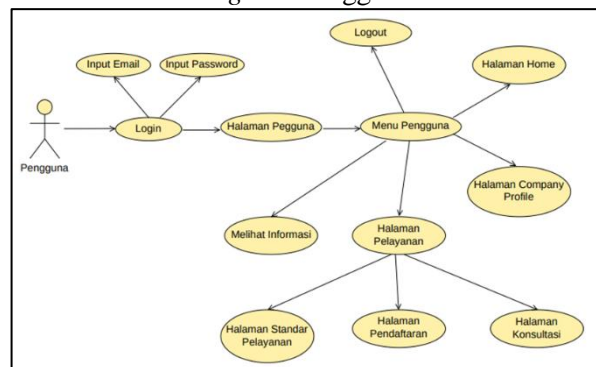 Logout
Input Email
Input Password
Halaman Home
Login
Halaman Pegguna
Menu Pengguna
Pengguna
Halaman Company
Profile
Melihat Informasi
Halaman
Pelayanan
Halaman Standar
Pelayanan
Halaman
Pendaftaran
Halaman
Konsultasi